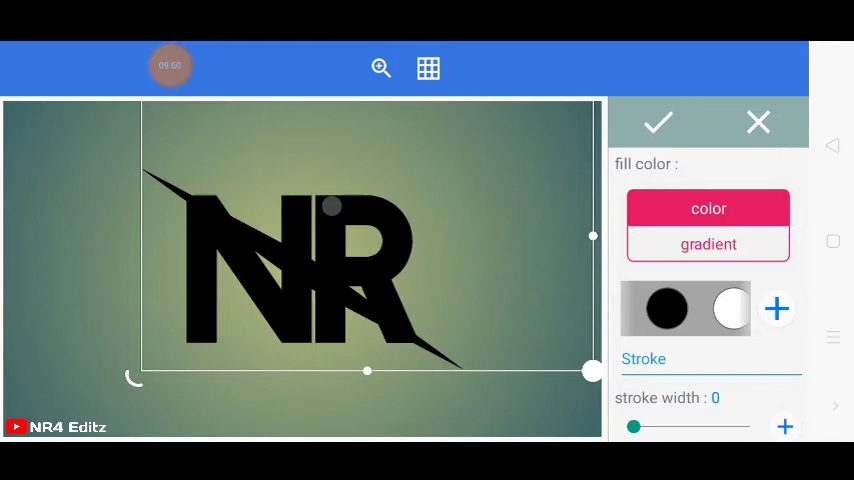 09:50
fill color :
color
NR
gradient
Stroke
stroke width : 0
NR4 Editz